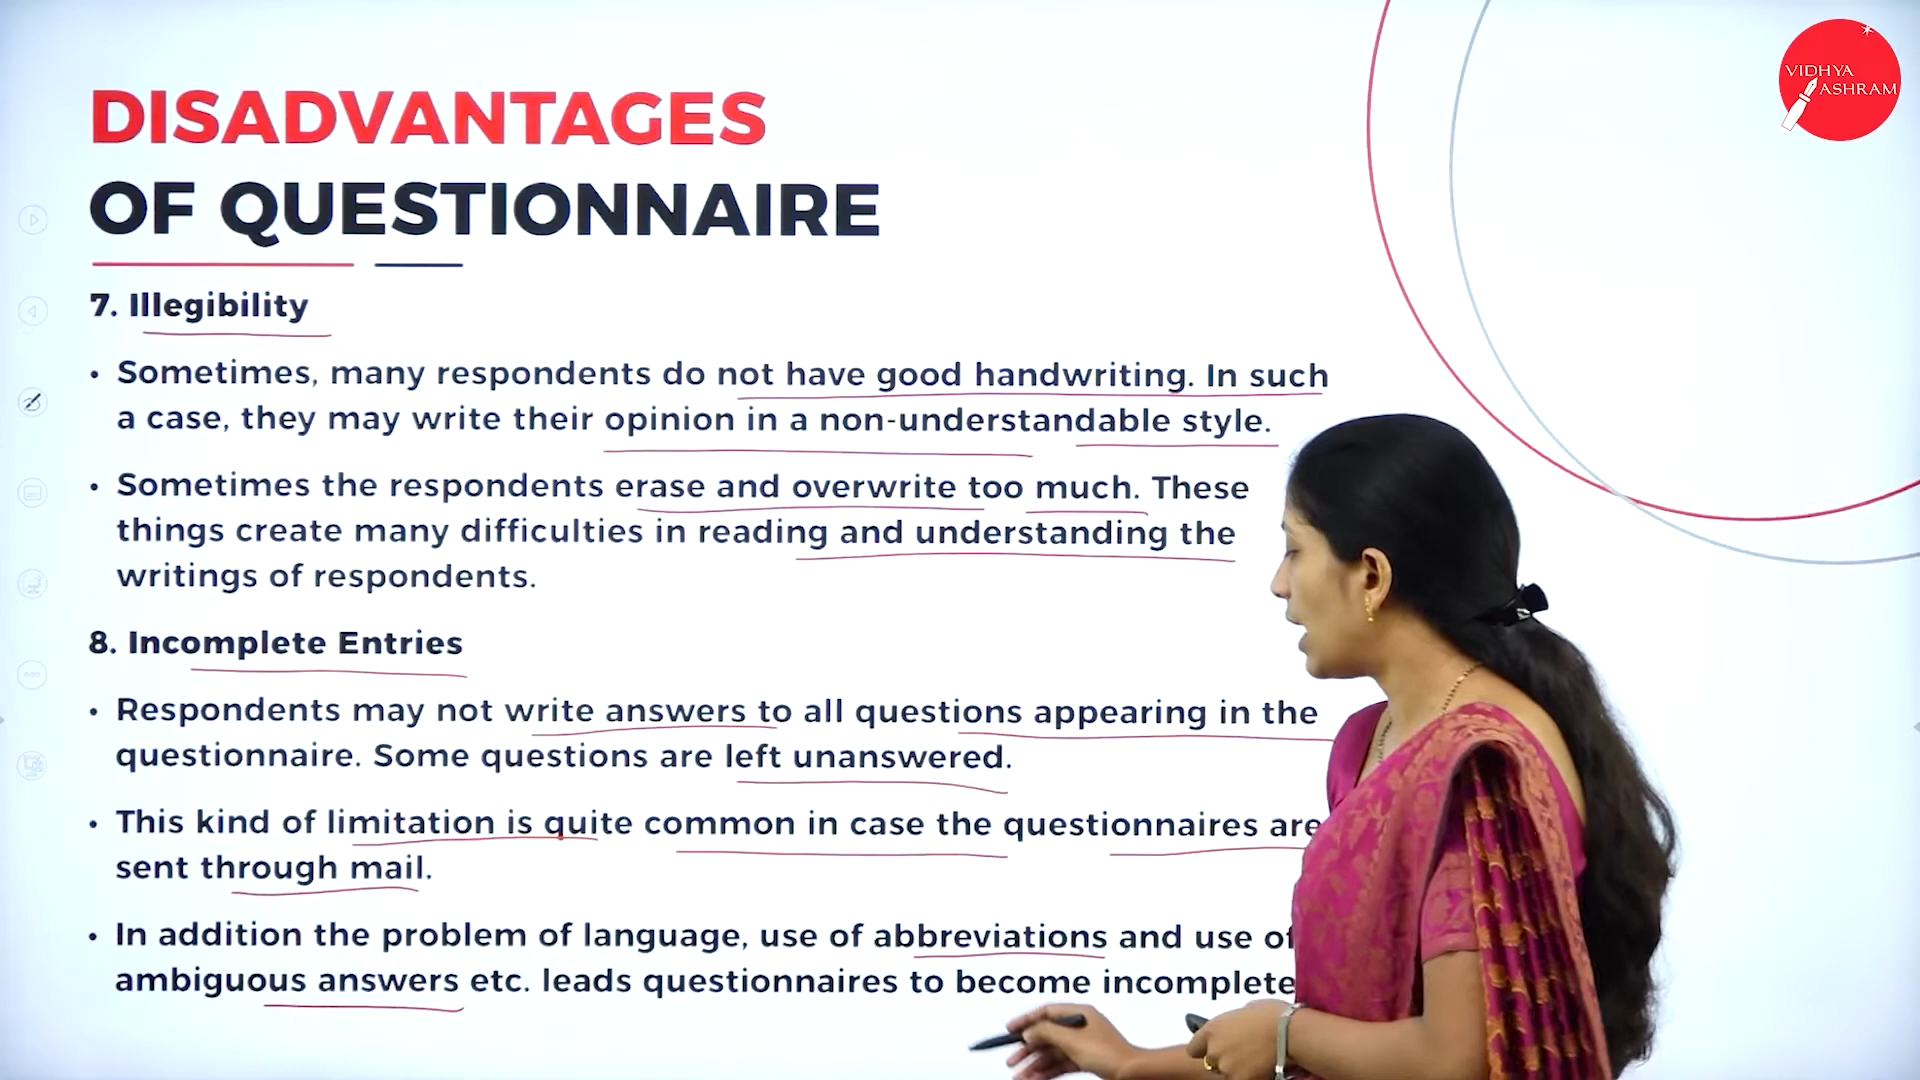 VIDHYA
ASHRAM
DISADVANTAGES
OF QUESTIONNAIRE
7. Illegibility
• Sometimes, many respondents do not have good handwriting. In such
a case, they may write their opinion in a non-understandable style.
• Sometimes the respondents erase and overwrite too much. These
things create many difficulties in reading and understanding the
writings of respondents.
8. Incomplete Entries
• Respondents may not write answers to all questions appearing in the
questionnaire. Some questions are left unanswered.
• This kind of limitation is quite common in case the questionnaires are
sent through mail.
• In addition the problem of language, use of abbreviations and use of
ambiguous answers etc. leads questionnaires to become incomplete